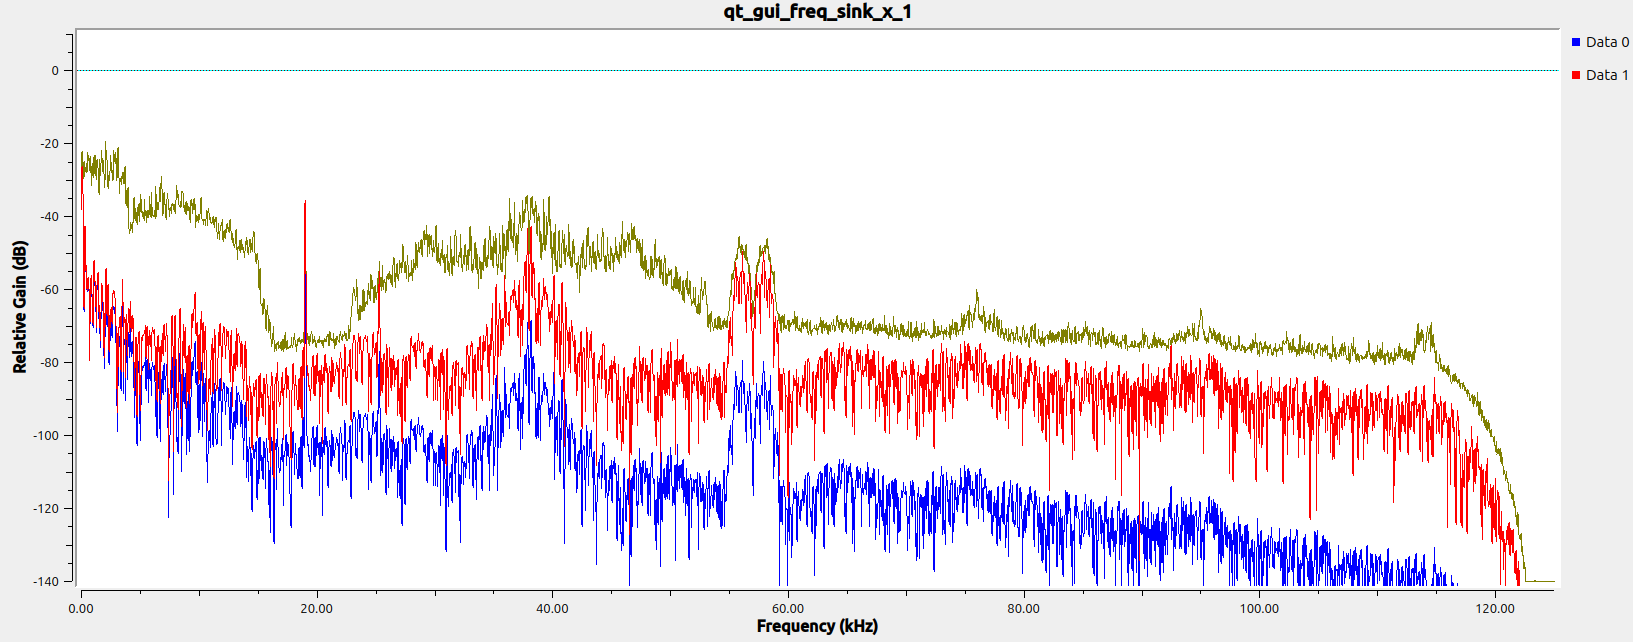 qt_gui_freq_sink_x_1
Data 0
Data 1
Relative Gain (dB)
0
-20
-40
-60
-80
-100
-120
-140
0.00 20.00 40.00 60.00 80.00 100.00 120.00
Frequency (kHz)